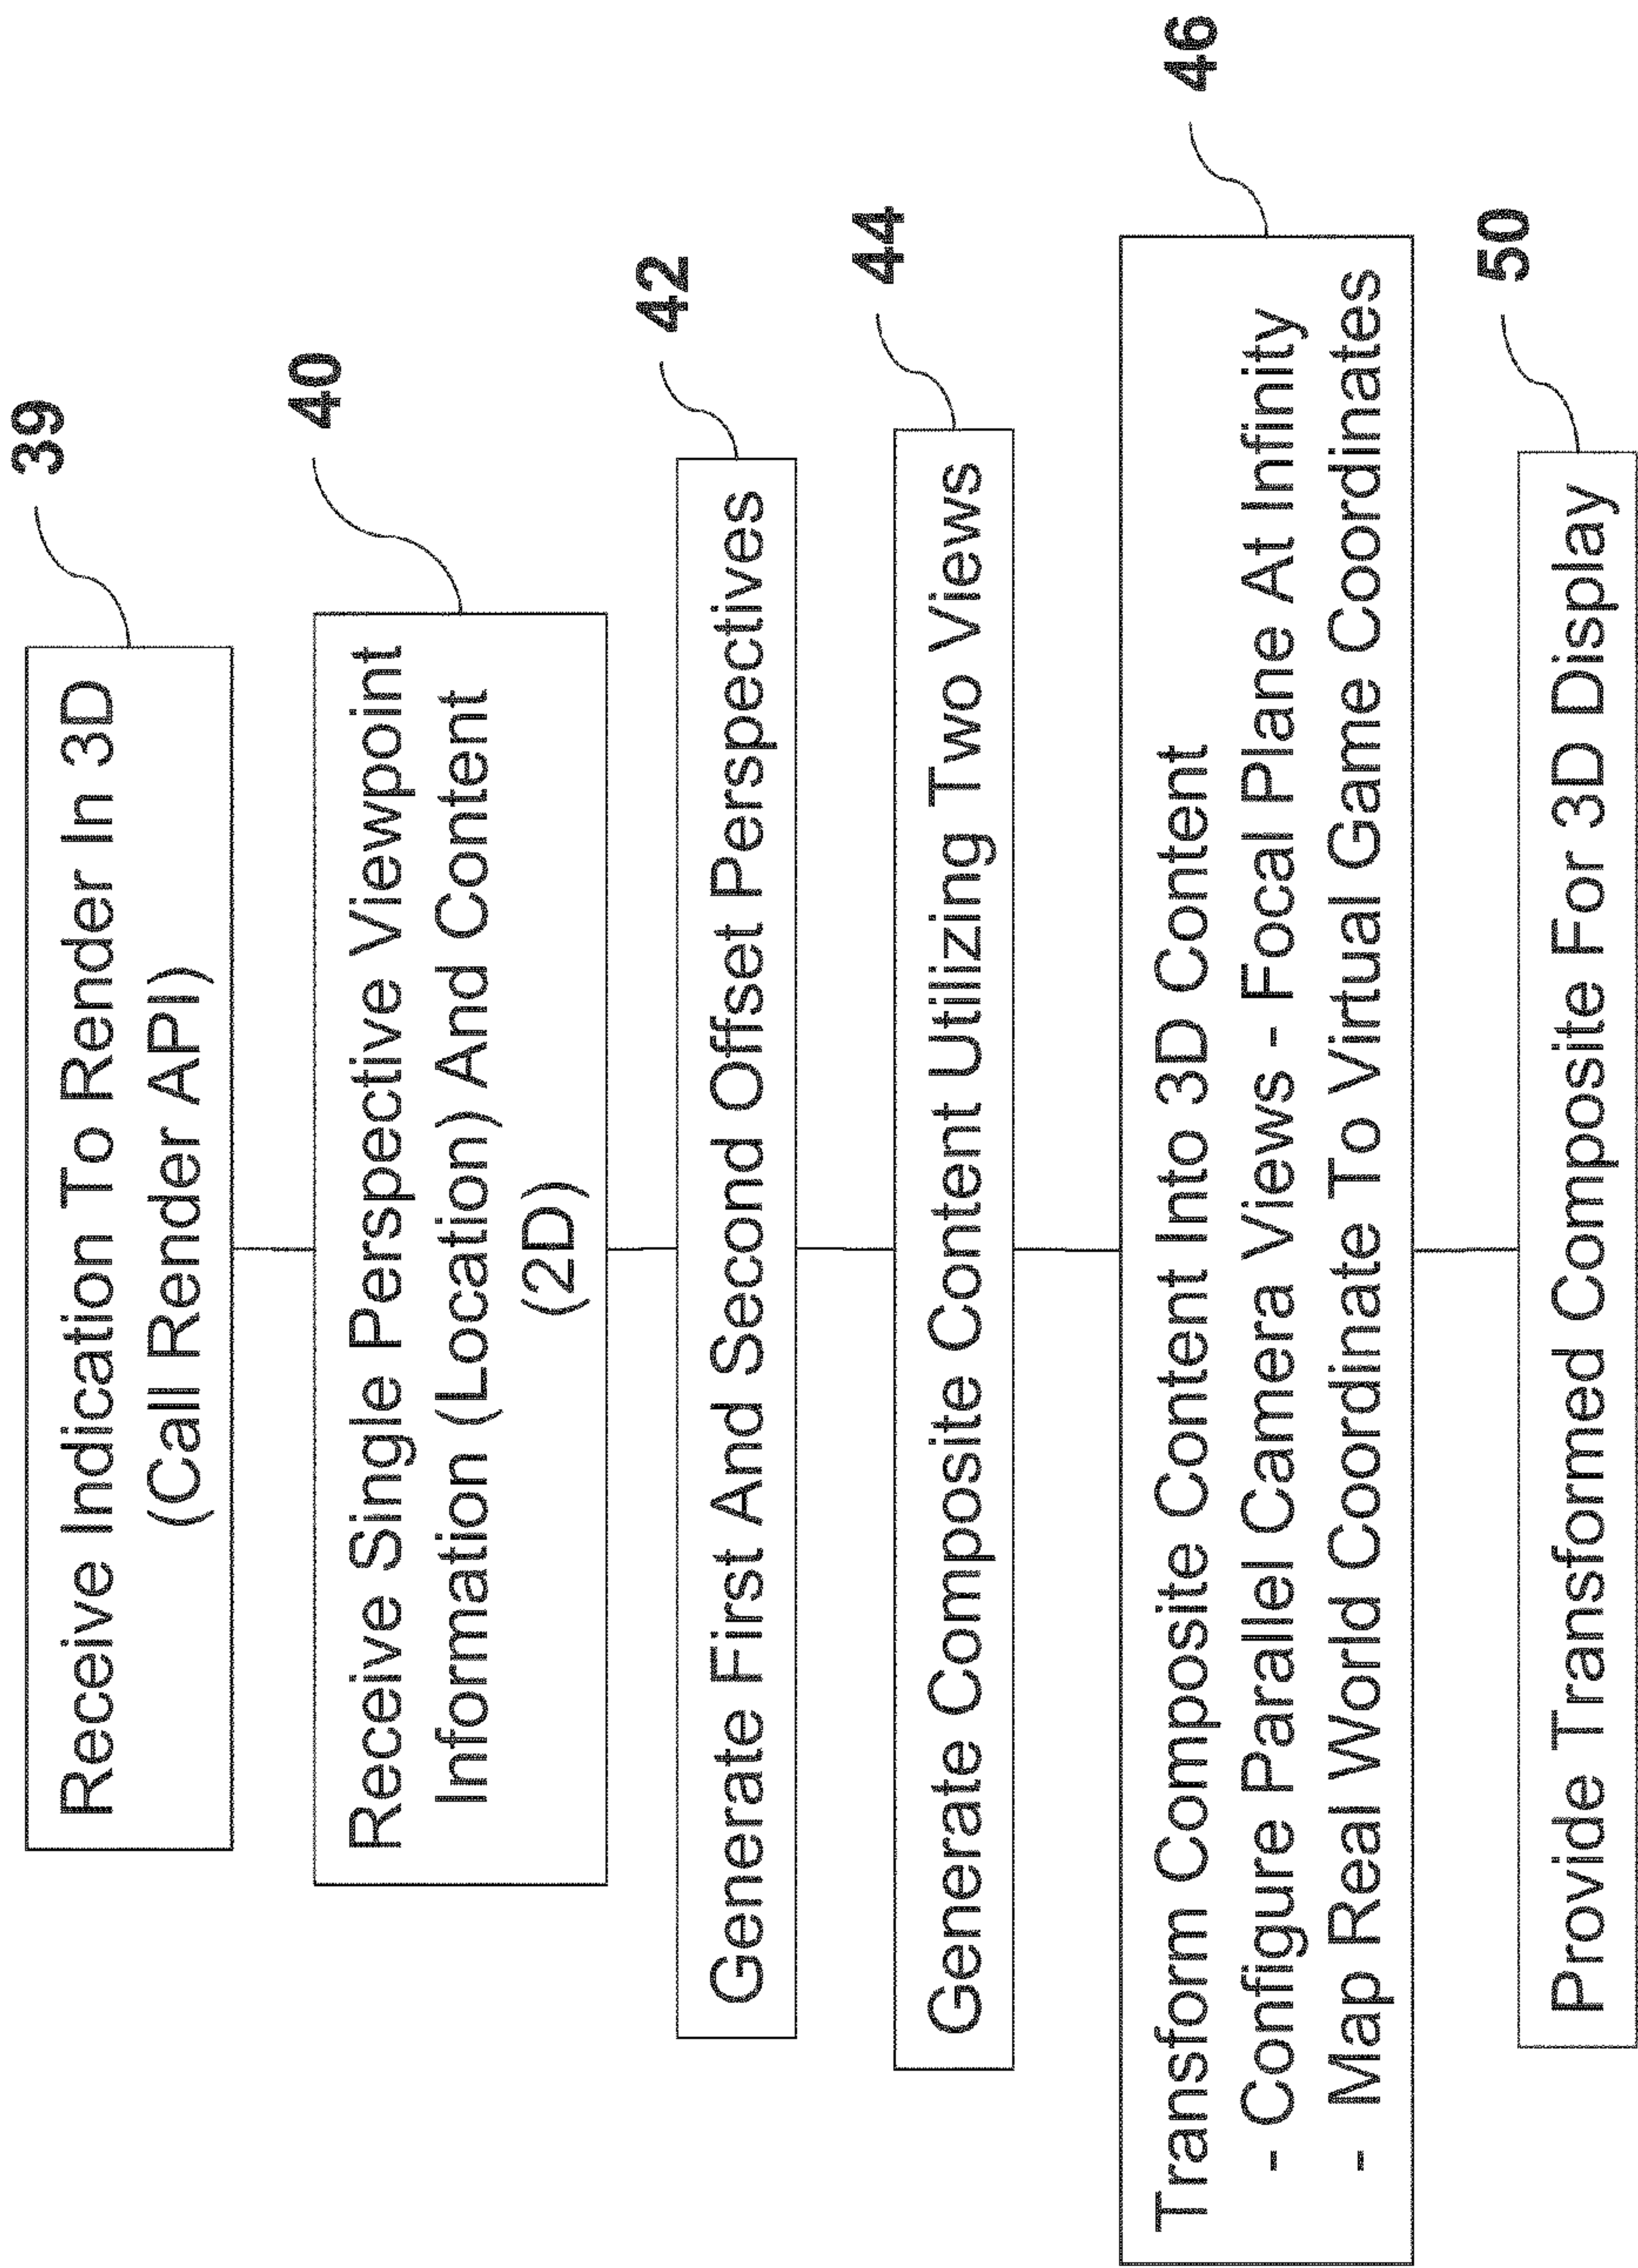 39
Receive Indication To Render In 3D
(Call Render API)
40
Receive Single Perspective Viewpoint
Information (Location) And Content
(2D)
42
Generate First And Second Offset Perspectives
44
Generate Composite Content Utilizing Two Views
46
Transform Composite Content Into 3D Content
- Configure Parallel Camera Views - Focal Plane At Infinity
- Map Real World Coordinate To Virtual Game Coordinates
50
Provide Transformed Composite For 3D Display